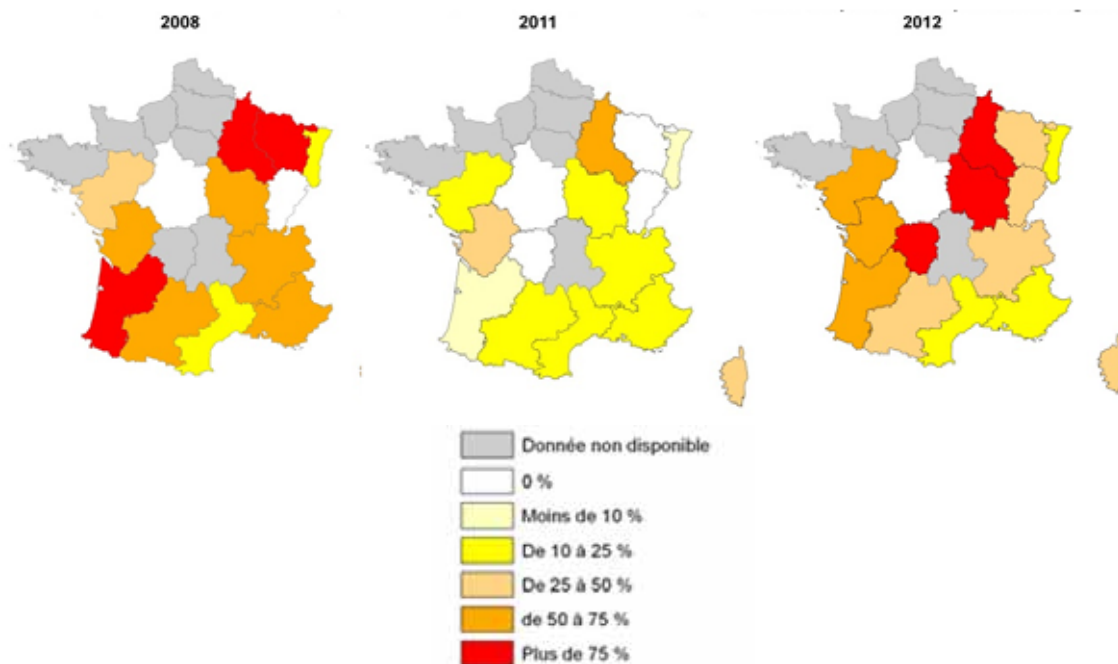 2008
2011
2012
Donnée non disponible
0 %
Moins de 10 %
De 10 à 25 %
De 25 à 50 %
de 50 à 75 %
Plus de 75 %